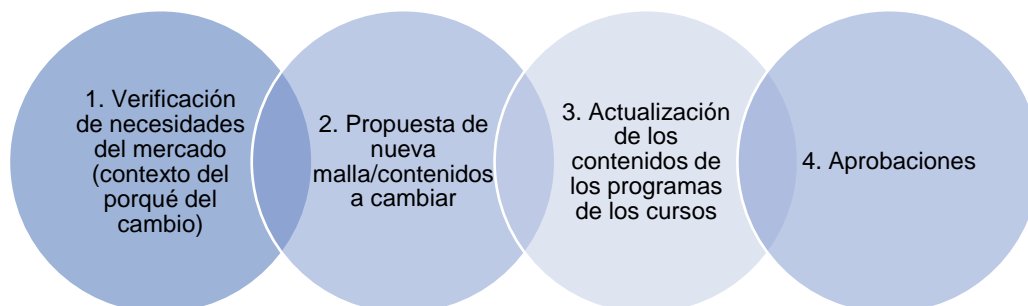 1. Verificación
de necesidades
del mercado
(contexto del
porqué del
cambio)
2. Propuesta de
nueva
malla/contenidos
a cambiar
3. Actualización
de los
contenidos de
los programas
de los cursos
4. Aprobaciones